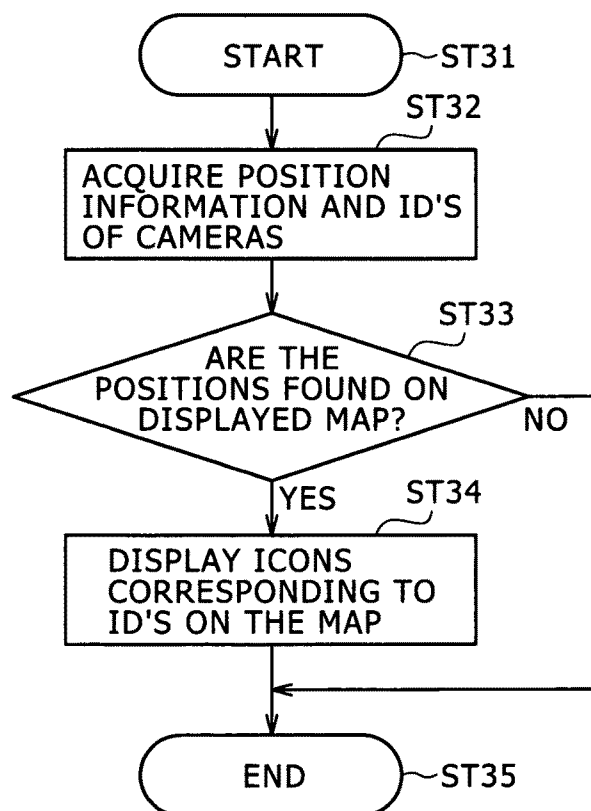 START
ST31
ST32
ACQUIRE POSITION
INFORMATION AND ID'S
OF CAMERAS
ST33
ARE THE
POSITIONS FOUND ON
DISPLAYED MAP?
NO
YES
ST34
DISPLAY ICONS
CORRESPONDING TO
ID'S ON THE MAP
END
ST35